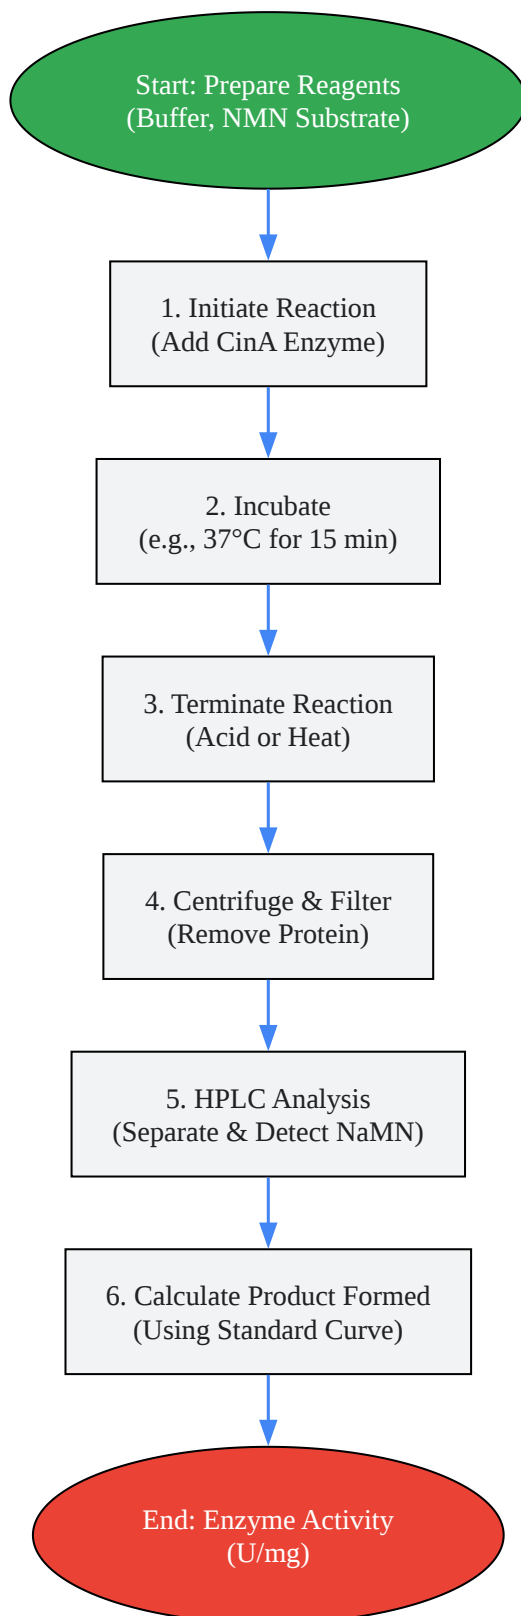 Start: Prepare Reagents
(Buffer, NMN Substrate)
1. Initiate Reaction
(Add CinA Enzyme)
2. Incubate
(e.g., 37°C for 15 min)
3. Terminate Reaction
(Acid or Heat)
4. Centrifuge & Filter
(Remove Protein)
5. HPLC Analysis
(Separate & Detect NaMN)
6. Calculate Product Formed
(Using Standard Curve)
End: Enzyme Activity
(U/mg)